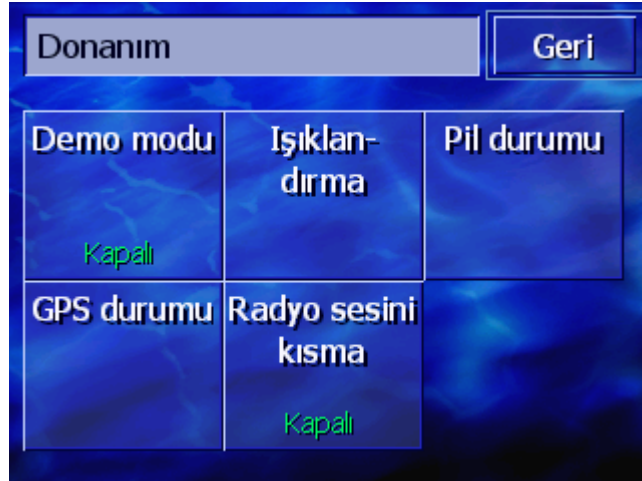 Donanım
Geri
Demo modu
Kapalı
Işıklan-
dırma
Pil durumu
GPS durumu
Radyo sesini
kısma
Kapalı